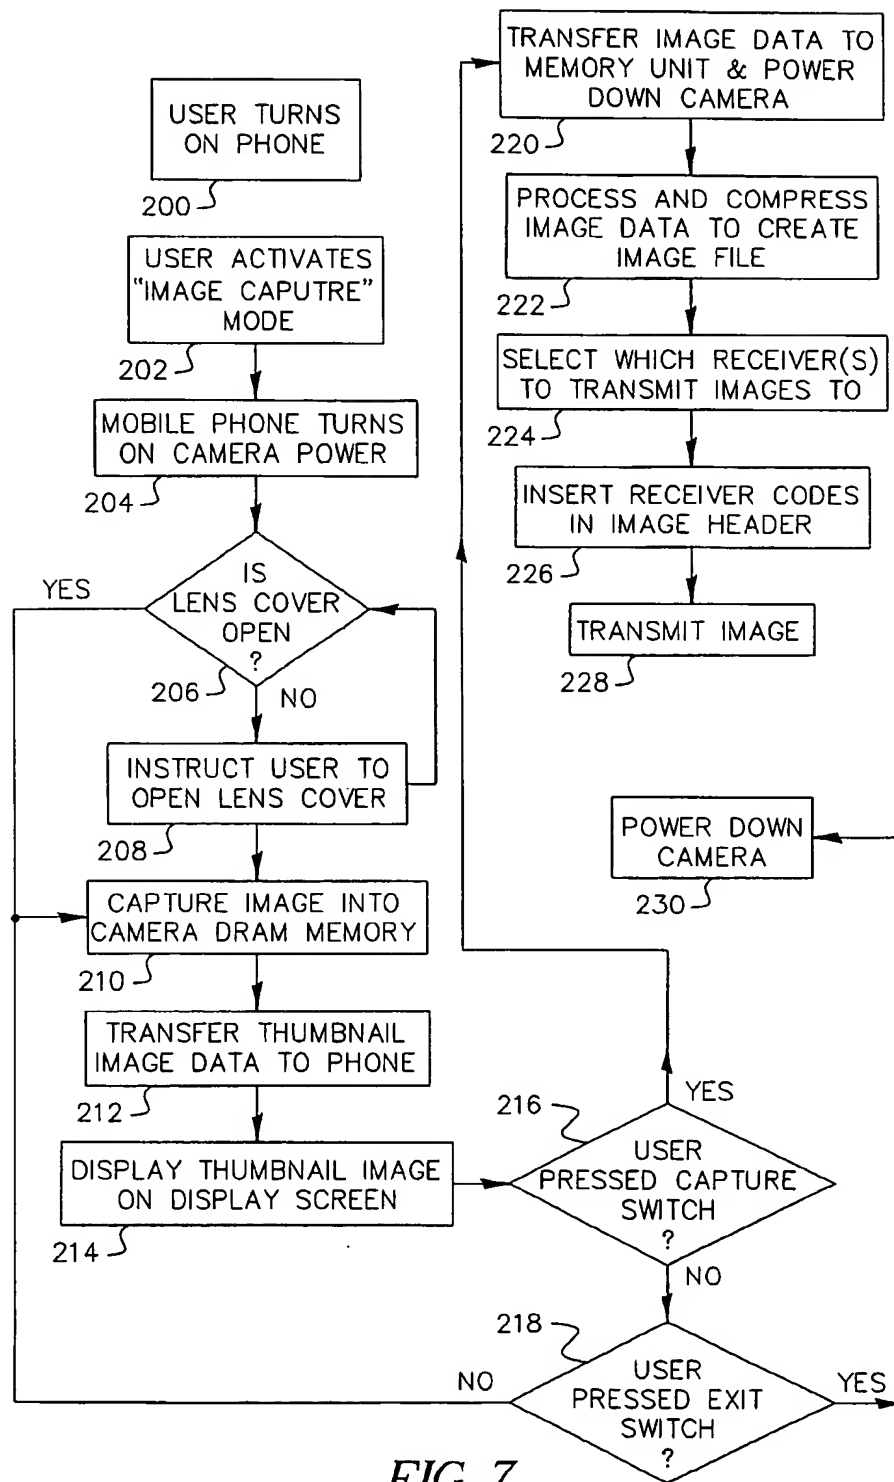 USER TURNS
ON PHONE
200
USER ACTIVATES
"IMAGE CAPUTRE"
MODE
202
MOBILE PHONE TURNS
ON CAMERA POWER
204
IS
LENS COVER
OPEN
?
206
YES
NO
INSTRUCT USER TO
OPEN LENS COVER
208
CAPTURE IMAGE INTO
CAMERA DRAM MEMORY
210
TRANSFER THUMBNAIL
IMAGE DATA TO PHONE
212
DISPLAY THUMBNAIL IMAGE
ON DISPLAY SCREEN
214
216
YES
USER
PRESSED CAPTURE
SWITCH
?
NO
218
USER
PRESSED EXIT
SWITCH
?
NO
YES
TRANSFER IMAGE DATA TO
MEMORY UNIT & POWER
DOWN CAMERA
220
PROCESS AND COMPRESS
IMAGE DATA TO CREATE
IMAGE FILE
222
SELECT WHICH RECEIVER(S)
TO TRANSMIT IMAGES TO
224
INSERT RECEIVER CODES
IN IMAGE HEADER
226
TRANSMIT IMAGE
228
POWER DOWN
CAMERA
230
FIG. 7